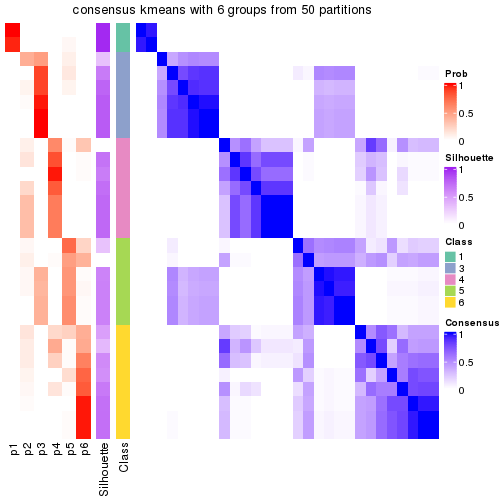 consensus kmeans with 6 groups from 50 partitions
Prob
1
0.5
0
Silhouette
1
0.5
0
Class
1
3
4
5
6
Consensus
1
0.5
0
p1
p2
p3
p4
p5
p6
Silhouette
Class